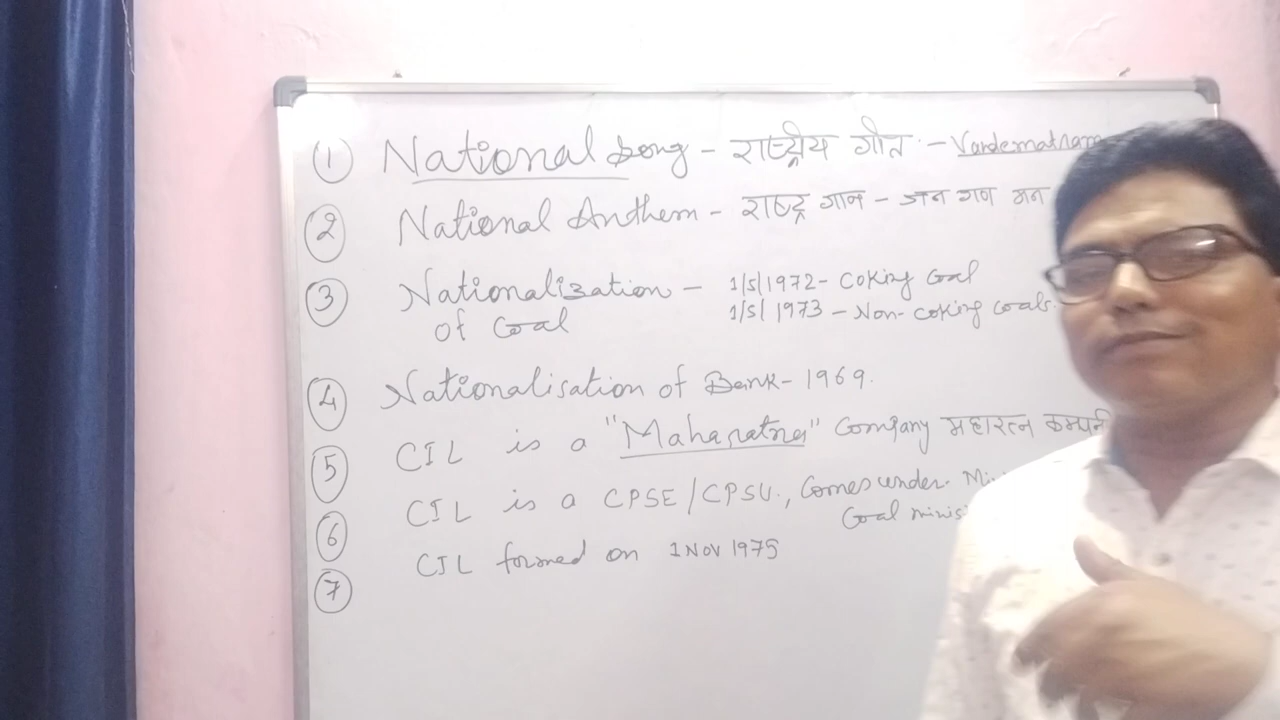 ① National Song - राष्ट्रीय गीत - Vandematram
② National Anthem - राष्ट्र गान - जन गण मन
③ Nationalization - 1/5/1972 - Coking Coal
of Coal 1/5/1973 - Non-coking coals.
④ Nationalisation of Bank - 1969.
⑤ CIL is a "Maharatna" Company महारत्न कम्पनी
⑥ CIL is a CPSE/CPSU., Comes under
Coal
⑦ CIL formed on 1 NOV 1975